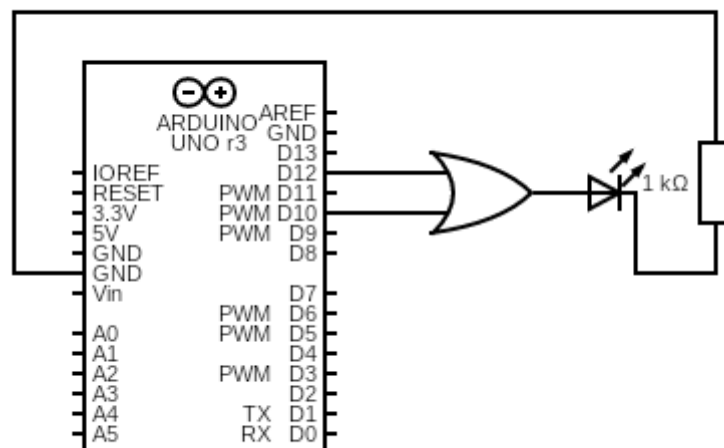 ARDUINO
UNO r3
AREF
GND
D13
IOREF D12
RESET PWM D11
3.3V PWM D10
5V PWM D9
GND D8
GND
Vin D7
PWM D6
A0 PWM D5
A1 D4
A2 PWM D3
A3 D2
A4 TX D1
A5 RX D0
1 kΩ